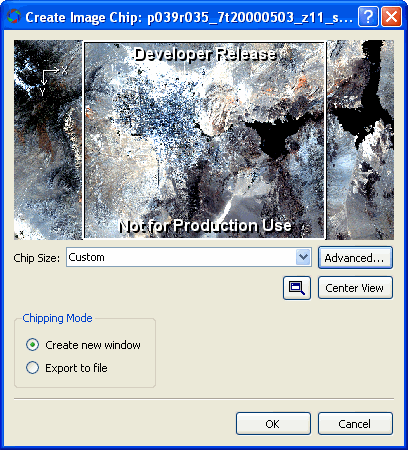 Create Image Chip: p039r035_7t20000503_z11_s...
Developer Release
X
Y
Not for Production Use
Chip Size: Custom Advanced...
Center View
Chipping Mode
Create new window
Export to file
OK Cancel